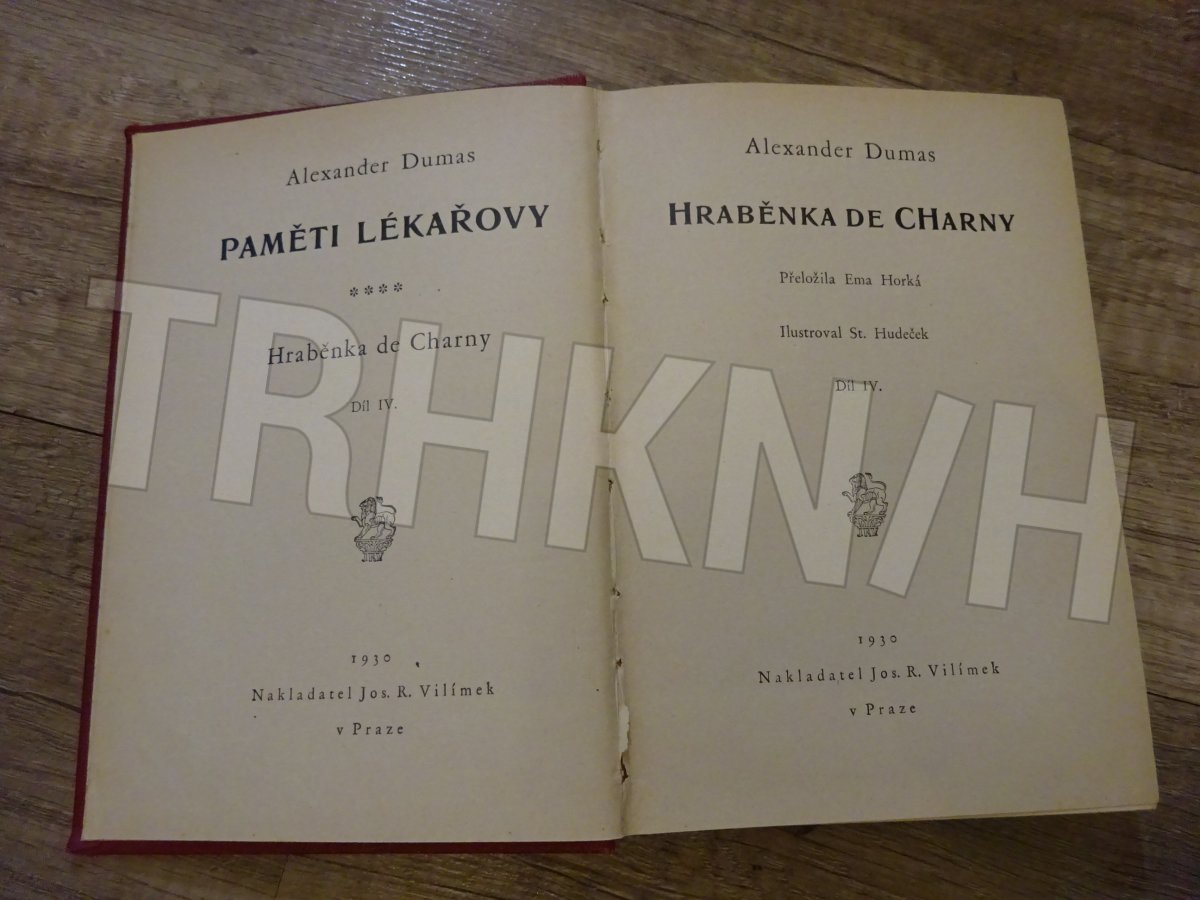 Alexander Dumas
PAMĚTI LÉKAŘOVY
****
Hraběnka de Charny
Díl IV.
1930
Nakladatel Jos. R. Vilímek
v Praze
Alexander Dumas
HRABĚNKA DE CHARNY
Přeložila Ema Horká
Ilustroval St. Hudeček
Díl IV.
1930
Nakladatel Jos. R. Vilímek
v Praze
TRHKN/H